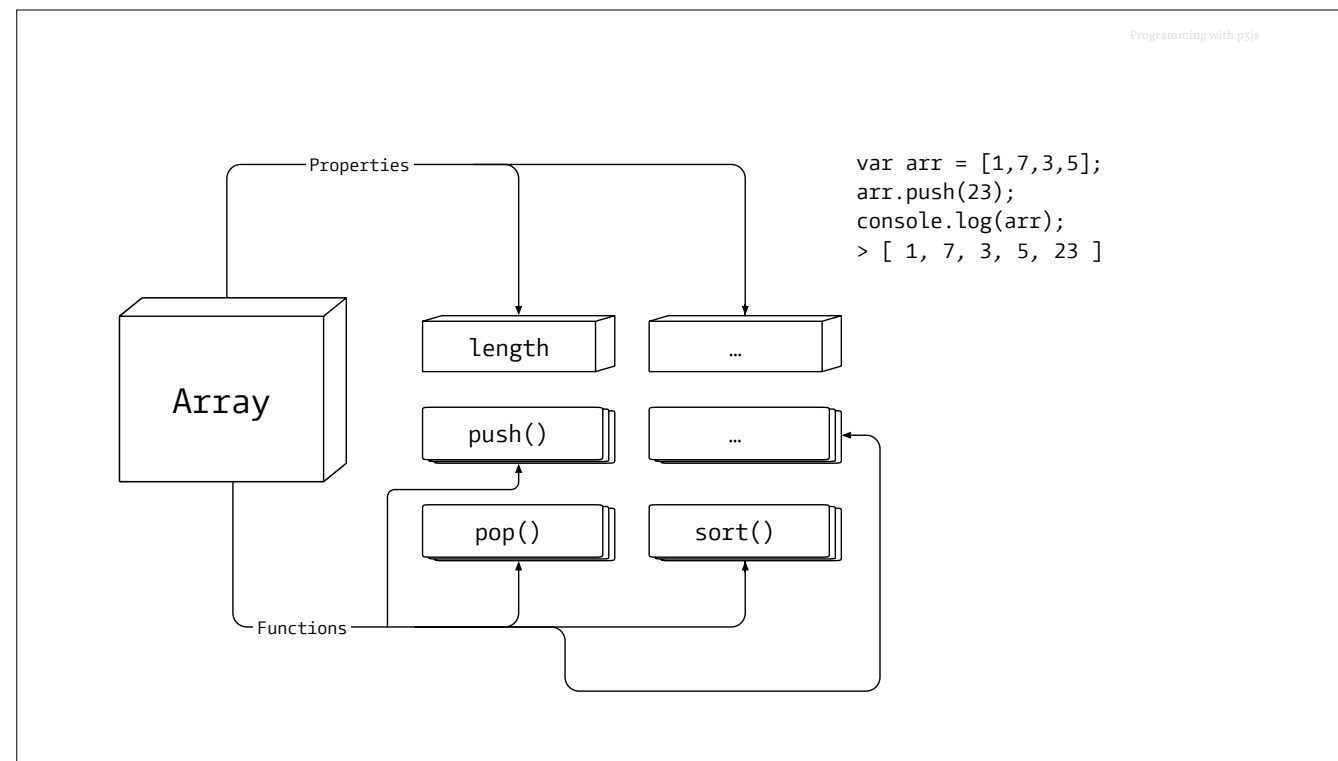 Programming with p5js
Properties
var arr = [1,7,3,5];
arr.push(23);
console.log(arr);
> [ 1, 7, 3, 5, 23 ]
Array
length
…
push()
…
pop()
sort()
Functions